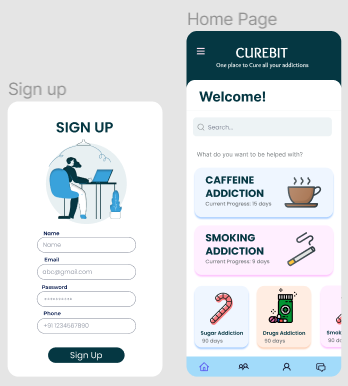 Sign up
SIGN UP
Name
Name
Email
abc@gmail.com
Password
**********
Phone
+91 1234567890
Sign Up
Home Page
CUREBIT
One place to Cure all your addictions
Welcome!
Search...
What do you want to be helped with?
CAFFEINE
ADDICTION
Current Progress: 15 days
SMOKING
ADDICTION
Current Progress: 9 days
Sugar Addiction
90 days
Drugs Addiction
90 days
Smok
90 d